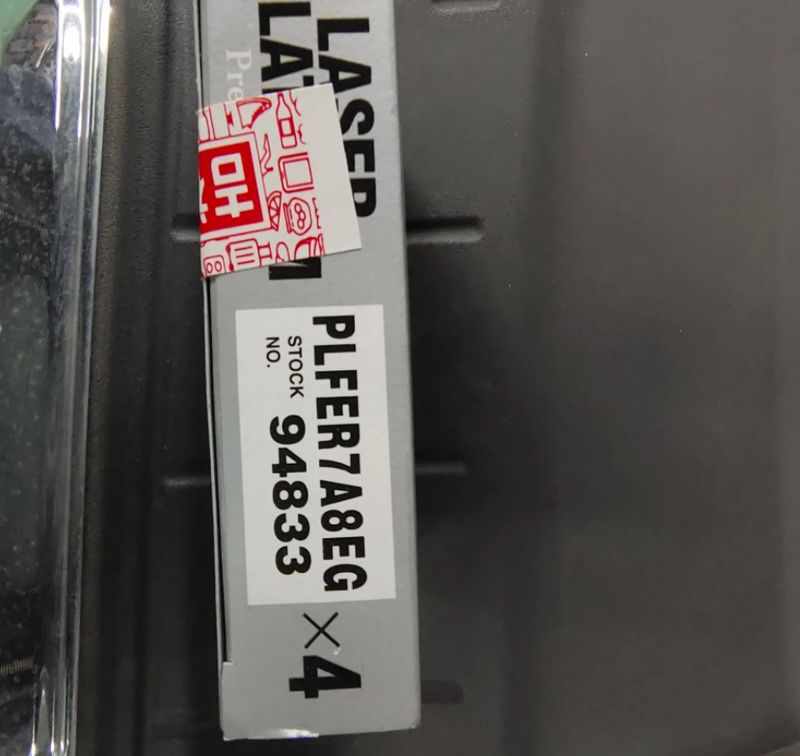 LASER
PLFER7A8EG
STOCK NO. 94833
×4